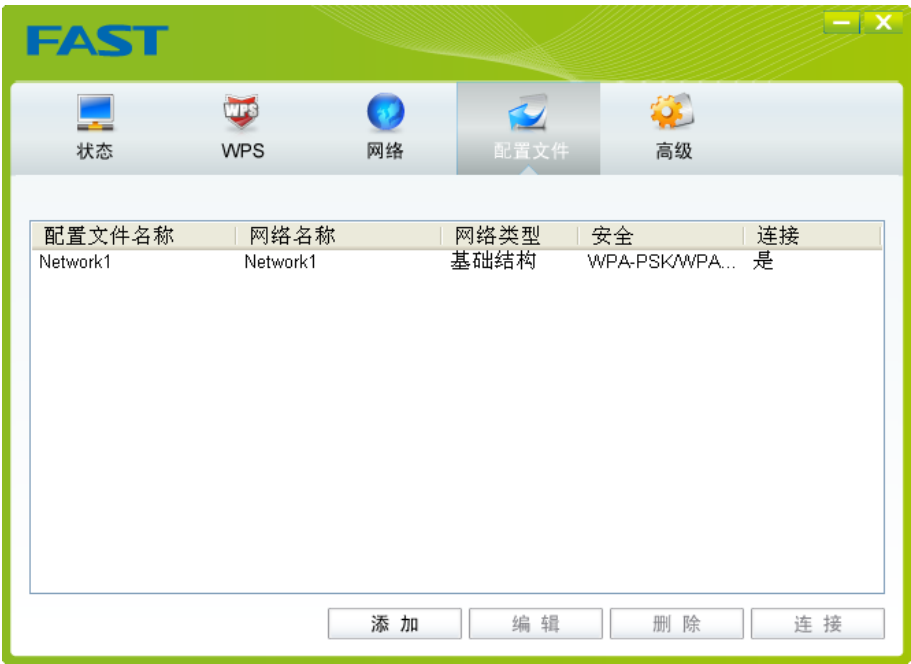 FAST
WPS
状态 WPS 网络 配置文件 高级
配置文件名称 网络名称 网络类型 安全 连接
Network1 Network1 基础结构 WPA-PSK/WPA... 是
添 加 编 辑 删 除 连 接